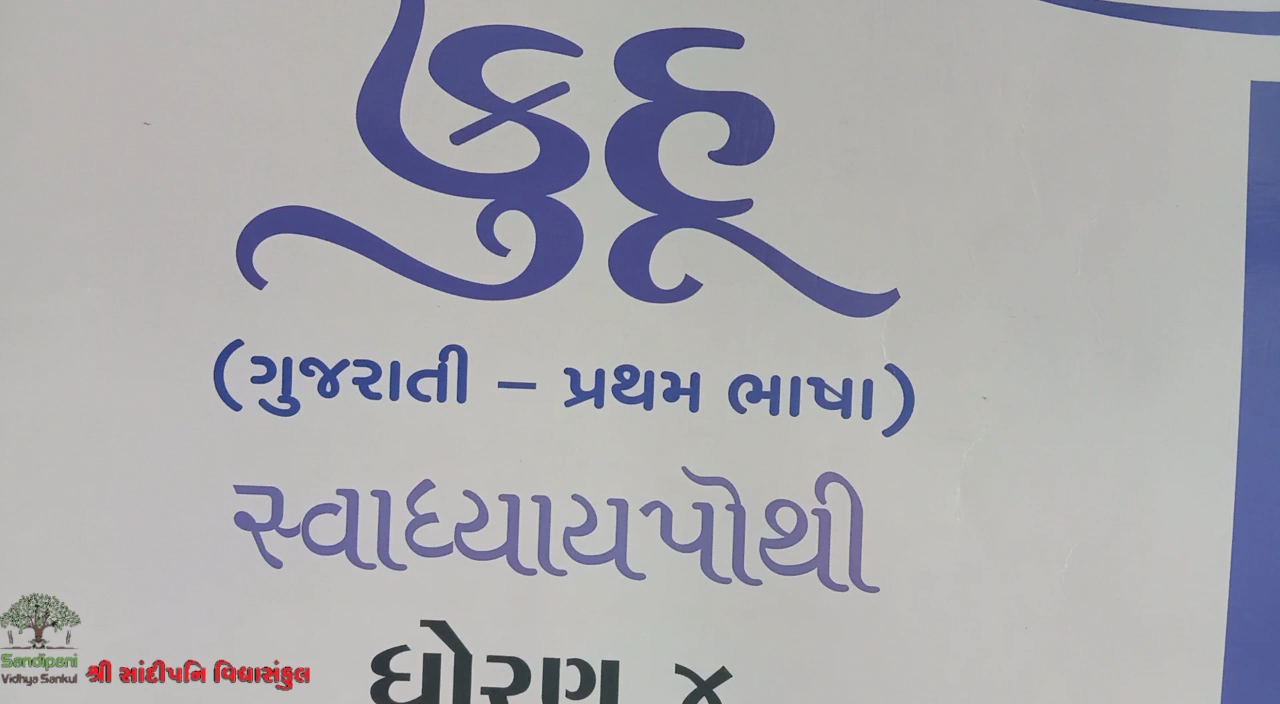 કુહૂ
(ગુજરાતી – પ્રથમ ભાષા)
સ્વાધ્યાયપોથી
ધોરણ ૪
Sandipani
Vidhya Sankul
શ્રી સાંદીપનિ વિદ્યાસંકુલ